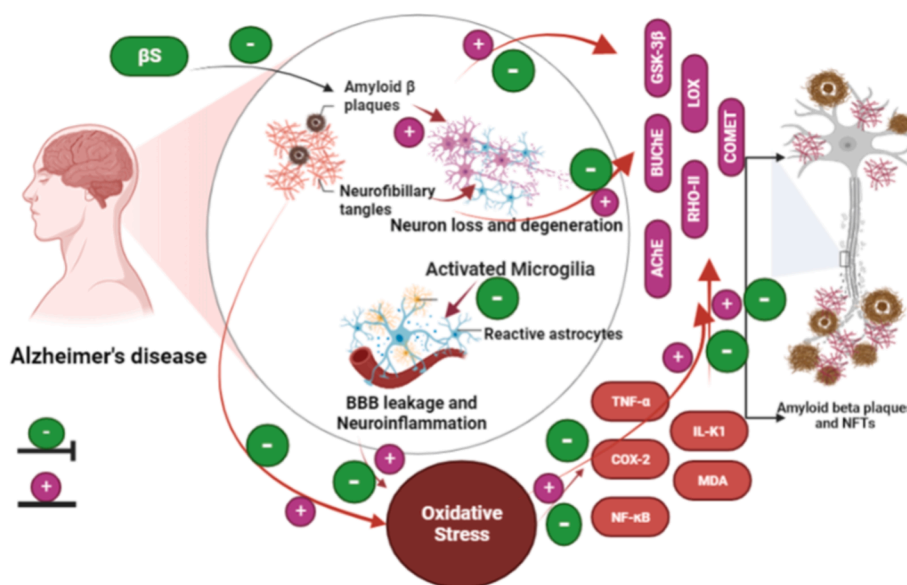 βS
-
Amyloid β
plaques
+
-
+
Neurofibillary
tangles
-
+
Neuron loss and degeneration
Activated Microgilia
-
Reactive astrocytes
BBB leakage and
Neuroinflammation
Alzheimer's disease
-
+
-
+
-
+
Oxidative
Stress
-
+
-
TNF-α
IL-K1
COX-2
MDA
NF-κB
+
-
+
-
GSK-3β
LOX
COMET
BUChE
RHO-II
AChE
Amyloid beta plaque
and NFTs